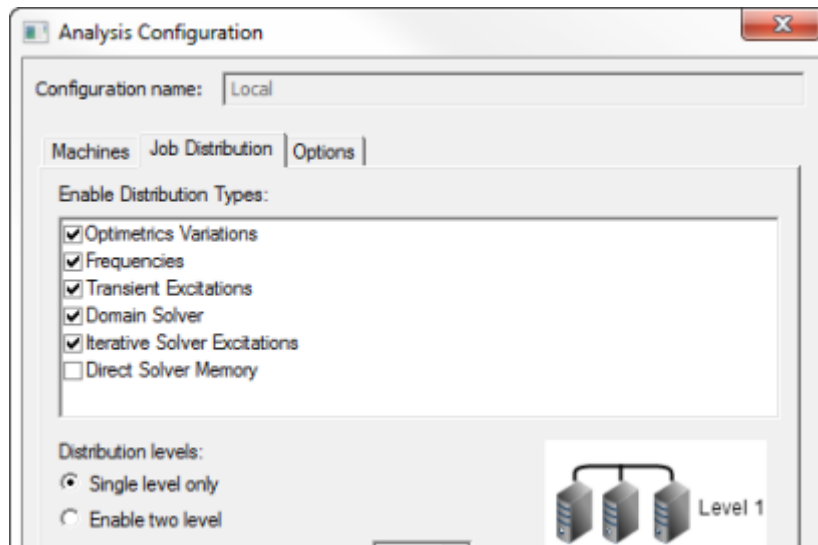 Analysis Configuration
Configuration name: Local
Machines Job Distribution Options
Enable Distribution Types:
Optimetrics Variations
Frequencies
Transient Excitations
Domain Solver
Iterative Solver Excitations
Direct Solver Memory
Distribution levels:
Single level only
Enable two level
Level 1